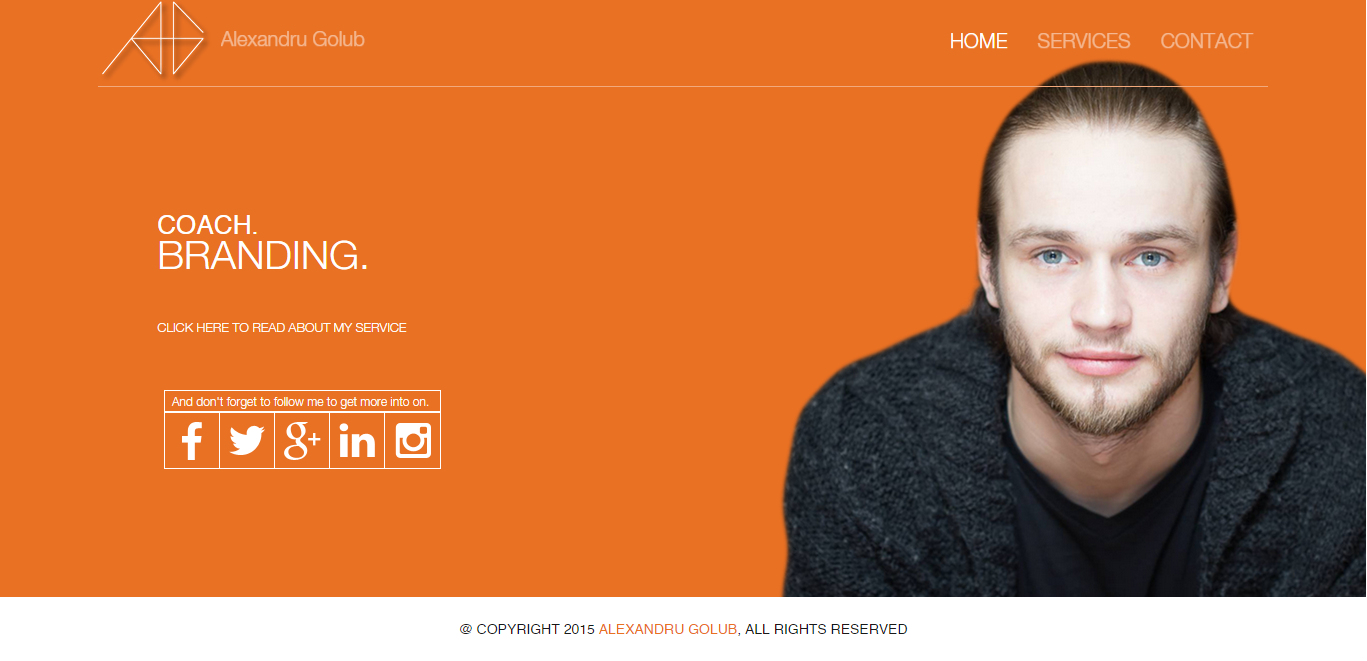 Alexandru Golub
HOME SERVICES CONTACT
COACH.
BRANDING.
CLICK HERE TO READ ABOUT MY SERVICE
And don't forget to follow me to get more into on.
@ COPYRIGHT 2015 ALEXANDRU GOLUB, ALL RIGHTS RESERVED